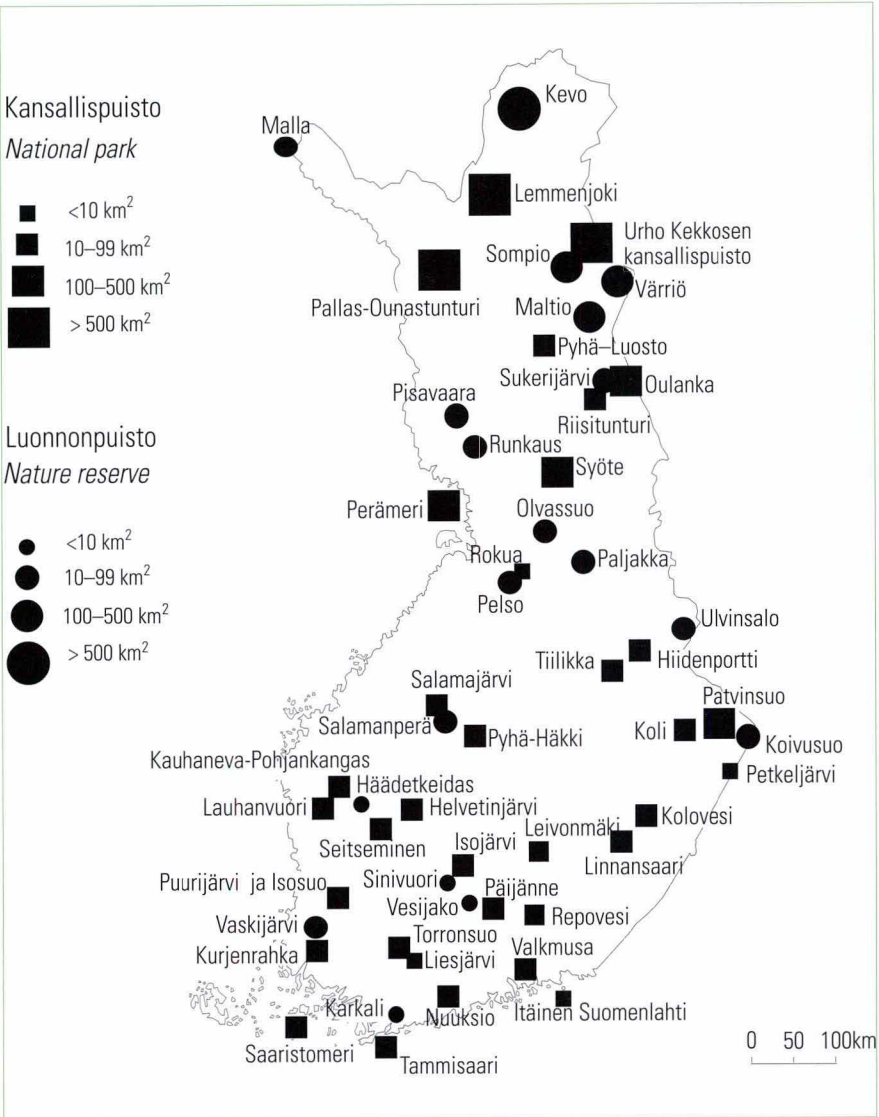 Kansallispuisto
National park
<10 km²
10–99 km²
100–500 km²
> 500 km²
Luonnonpuisto
Nature reserve
<10 km²
10–99 km²
100–500 km²
> 500 km²
Kevo
Malla
Lemmenjoki
Urho Kekkosen
kansallispuisto
Sompio
Värriö
Pallas-Ounastunturi
Maltio
Pyhä–Luosto
Sukerijärvi
Oulanka
Pisavaara
Riisitunturi
Runkaus
Syöte
Perämeri
Olvassuo
Rokua
Paljakka
Pelso
Ulvinsalo
Tiilikka
Hiidenportti
Salamajärvi
Patvinsuo
Salamanperä
Pyhä-Häkki
Koli
Koivusuo
Kauhaneva-Pohjankangas
Petkeljärvi
Häädetkeidas
Lauhanvuori
Helvetinjärvi
Kolovesi
Leivonmäki
Seitseminen
Isojärvi
Linnansaari
Puurijärvi ja Isosuo
Sinivuori
Päijänne
Vesijako
Repovesi
Vaskijärvi
Torronsuo
Valkmusa
Kurjenrahka
Liesjärvi
Karkali
Nuuksio
Itäinen Suomenlahti
Saaristomeri
Tammisaari
0 50 100km